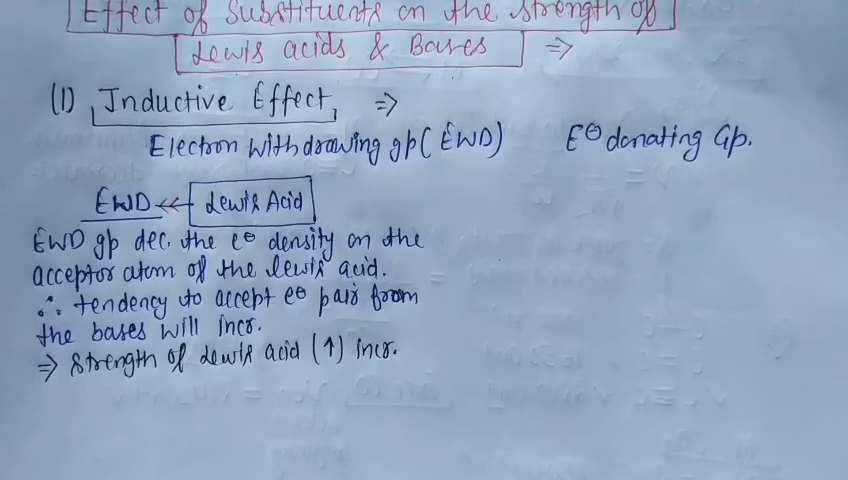 Effect of Substituents on the strength of
Lewis acids & Bases ⇒
(1) Inductive Effect, ⇒
Electron withdrawing gp (EWD) E⊖ donating Gp.
EWD ↞ Lewis Acid
EWD gp dec. the e⊖ density on the
acceptor atom of the lewis acid.
∴ tendency to accept e⊖ pair from
the bases will incr.
⇒ strength of Lewis acid (↑) incr.